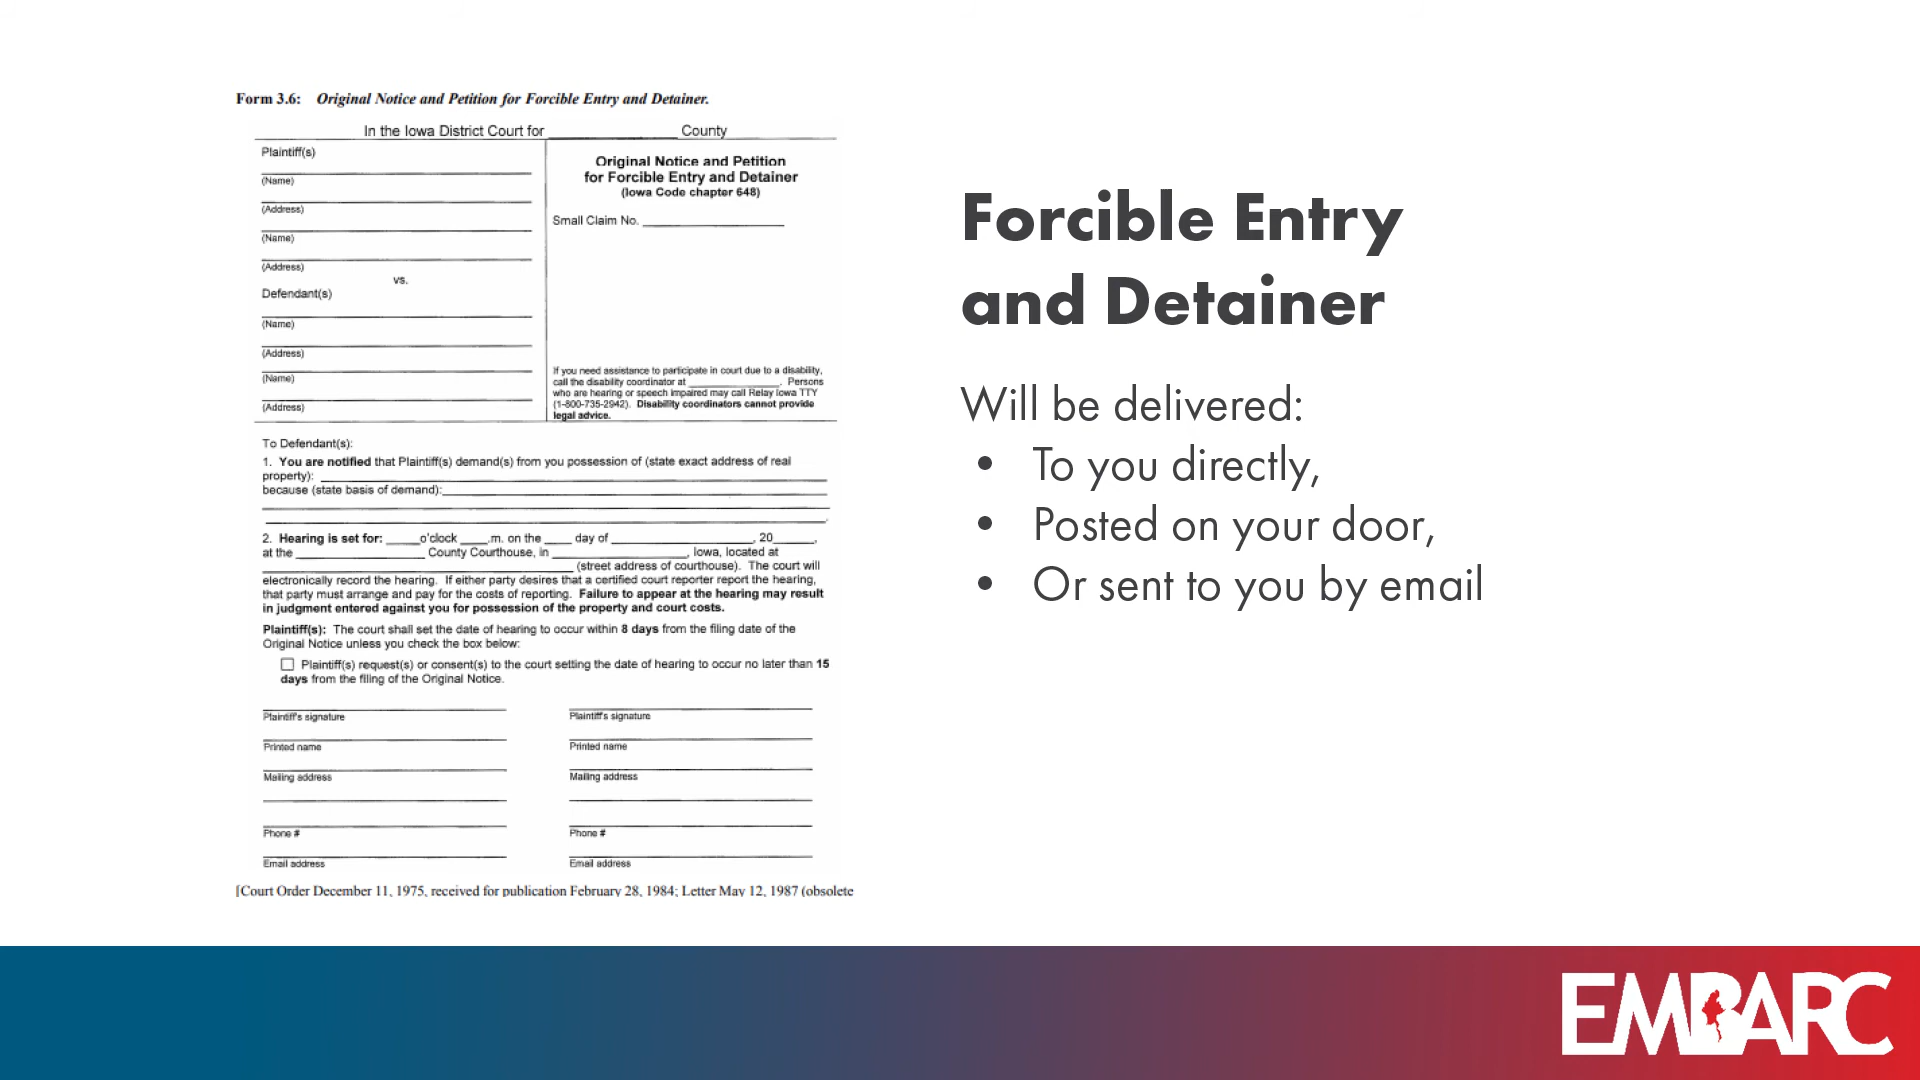 Form 3.6: Original Notice and Petition for Forcible Entry and Detainer.
In the Iowa District Court for ____________ County
Plaintiff(s)
(Name)
(Address)
(Name)
(Address)
vs.
Defendant(s)
(Name)
(Address)
(Name)
(Address)
Original Notice and Petition
for Forcible Entry and Detainer
(Iowa Code chapter 648)
Small Claim No. ____________
If you need assistance to participate in court due to a disability,
call the disability coordinator at ____________. Persons
who are hearing or speech impaired may call Relay Iowa TTY
(1-800-735-2942). Disability coordinators cannot provide
legal advice.
To Defendant(s):
1. You are notified that Plaintiff(s) demand(s) from you possession of (state exact address of real
property): ____________
because (state basis of demand):____________
2. Hearing is set for: _____o'clock ____.m. on the ____ day of ____________, 20_____,
at the ____________ County Courthouse, in ____________, Iowa, located at
____________ (street address of courthouse). The court will
electronically record the hearing. If either party desires that a certified court reporter report the hearing,
that party must arrange and pay for the costs of reporting. Failure to appear at the hearing may result
in judgment entered against you for possession of the property and court costs.
Plaintiff(s): The court shall set the date of hearing to occur within 8 days from the filing date of the
Original Notice unless you check the box below:
☐ Plaintiff(s) request(s) or consent(s) to the court setting the date of hearing to occur no later than 15
days from the filing of the Original Notice.
Plaintiff's signature
Printed name
Mailing address
Phone #
Email address
Plaintiff's signature
Printed name
Mailing address
Phone #
Email address
[Court Order December 11, 1975, received for publication February 28, 1984; Letter May 12, 1987 (obsolete
Forcible Entry
and Detainer
Will be delivered:
• To you directly,
• Posted on your door,
• Or sent to you by email
EMBARC